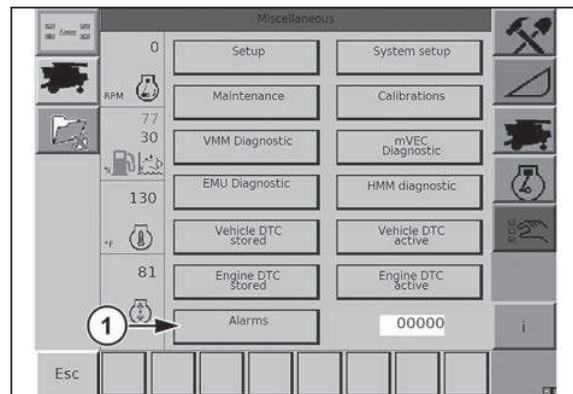 Miscellaneous
0
RPM
77
30
%
130
°F
81
Setup
System setup
Maintenance
Calibrations
VMM Diagnostic
mVEC
Diagnostic
EMU Diagnostic
HMM diagnostic
Vehicle DTC
stored
Vehicle DTC
active
Engine DTC
stored
Engine DTC
active
1
Alarms
00000
i
Esc